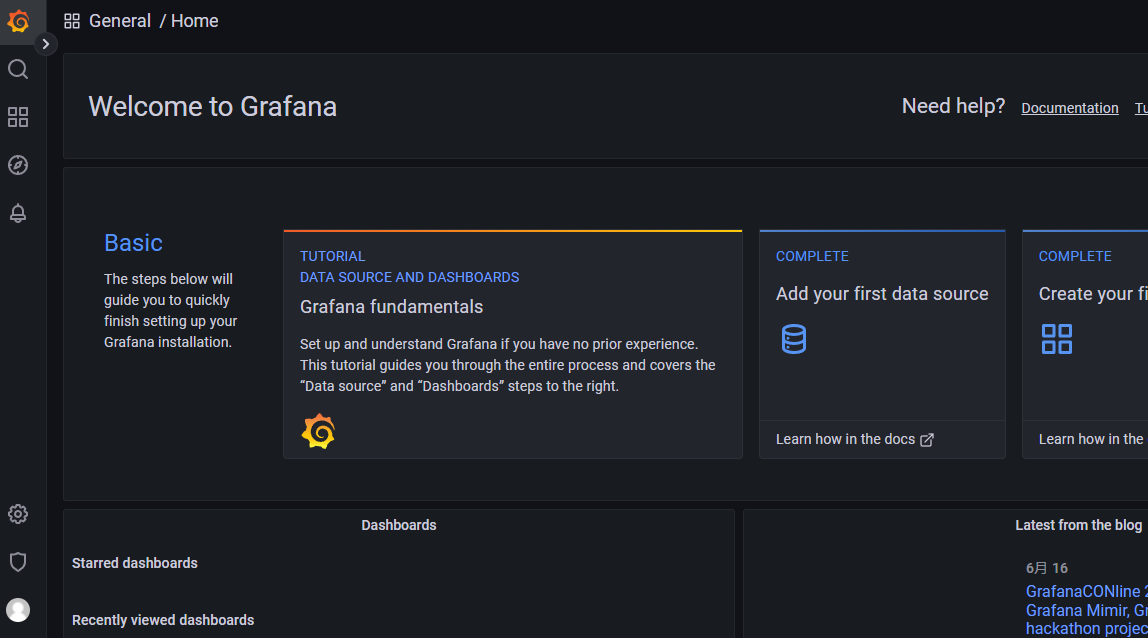 General / Home
Welcome to Grafana
Need help? Documentation
Basic
The steps below will
guide you to quickly
finish setting up your
Grafana installation.
TUTORIAL
DATA SOURCE AND DASHBOARDS
Grafana fundamentals
Set up and understand Grafana if you have no prior experience.
This tutorial guides you through the entire process and covers the
“Data source” and “Dashboards” steps to the right.
COMPLETE
Add your first data source
Learn how in the docs
COMPLETE
Create your
Learn how in the
Dashboards
Starred dashboards
Recently viewed dashboards
Latest from the blog
6月 16
GrafanaCONline
Grafana Mimir,
hackathon